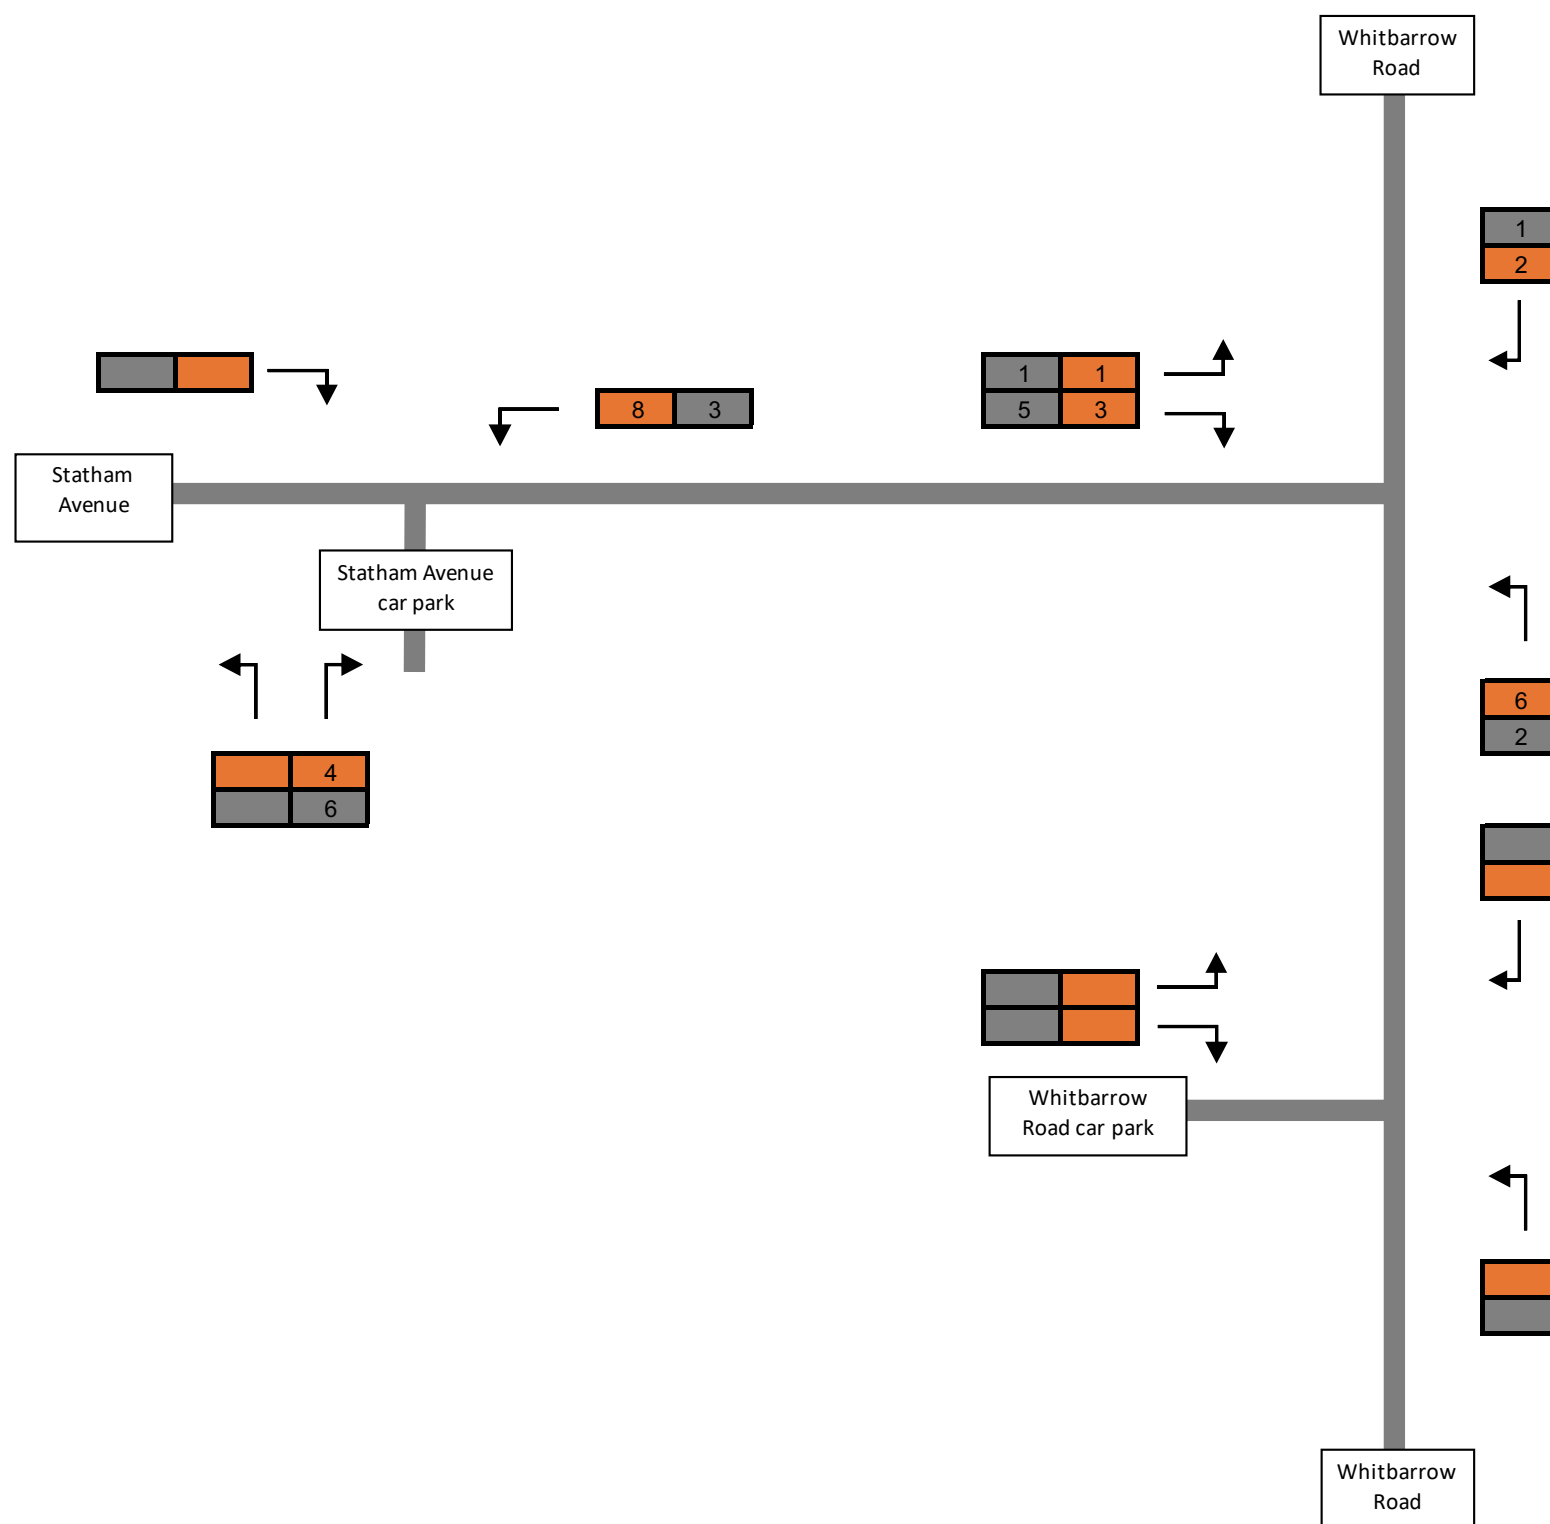 Whitbarrow
Road
1
2
1 1
8 3
5 3
Statham
Avenue
Statham Avenue
car park
6
2
4
6
Whitbarrow
Road car park
Whitbarrow
Road